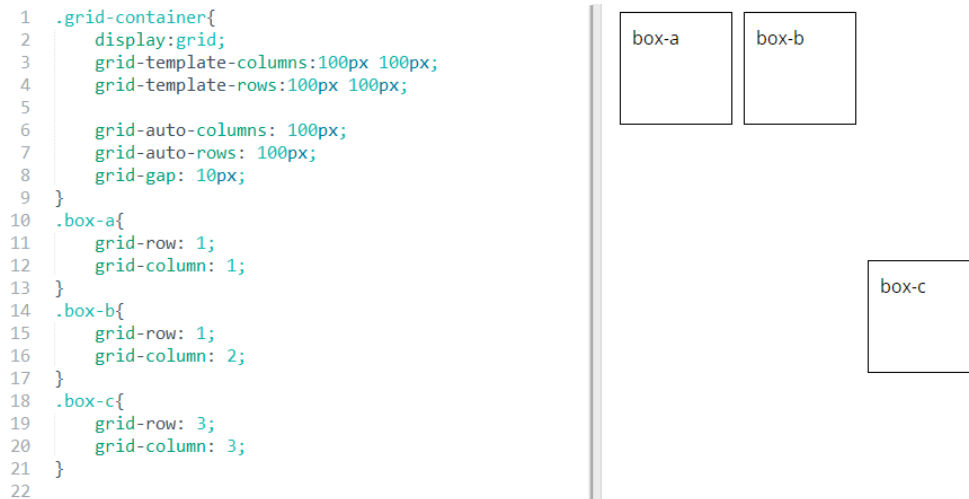 1 .grid-container{
2 display:grid;
3 grid-template-columns:100px 100px;
4 grid-template-rows:100px 100px;
5
6 grid-auto-columns: 100px;
7 grid-auto-rows: 100px;
8 grid-gap: 10px;
9 }
10 .box-a{
11 grid-row: 1;
12 grid-column: 1;
13 }
14 .box-b{
15 grid-row: 1;
16 grid-column: 2;
17 }
18 .box-c{
19 grid-row: 3;
20 grid-column: 3;
21 }
22
box-a
box-b
box-c